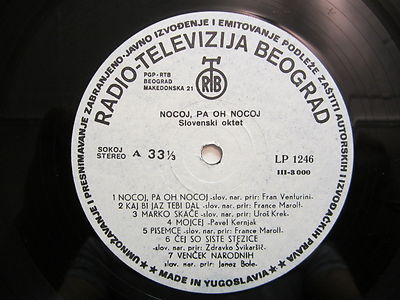 UMNOŽAVANJE I PRESNIMAVANJE ZABRANJENO•JAVNO IZVOĐENJE I EMITOVANJE PODLEŽE ZAŠTITI AUTORSKIH I IZVOĐAČKIH PRAVA
RADIO-TELEVIZIJA BEOGRAD
PGP-RTB
BEOGRAD
MAKEDONSKA 21
RTB
NOCOJ, PA OH NOCOJ
Slovenski oktet
SOKOJ
STEREO A 33⅓
LP 1246
III-3000
1 NOCOJ, PA OH NOCOJ -slov. nar. prir: Fran Venturini-
2 KAJ BI JAZ TEBI DAL -slov. nar. prir: France Marolt-
3 MARKO SKAČE -slov. nar. prir: Uroš Krek-
4 MOJCEJ -Pavel Kernjak
5 PISEMCE -slov. nar. prir: France Marolt
6 ČEJ SO SISTE STEZICE
-slov. nar. prir: Zdravko Švikaršič-
7 VENČEK NARODNIH
-slov. nar. prir: Janez Bole-
MADE IN YUGOSLAVIA